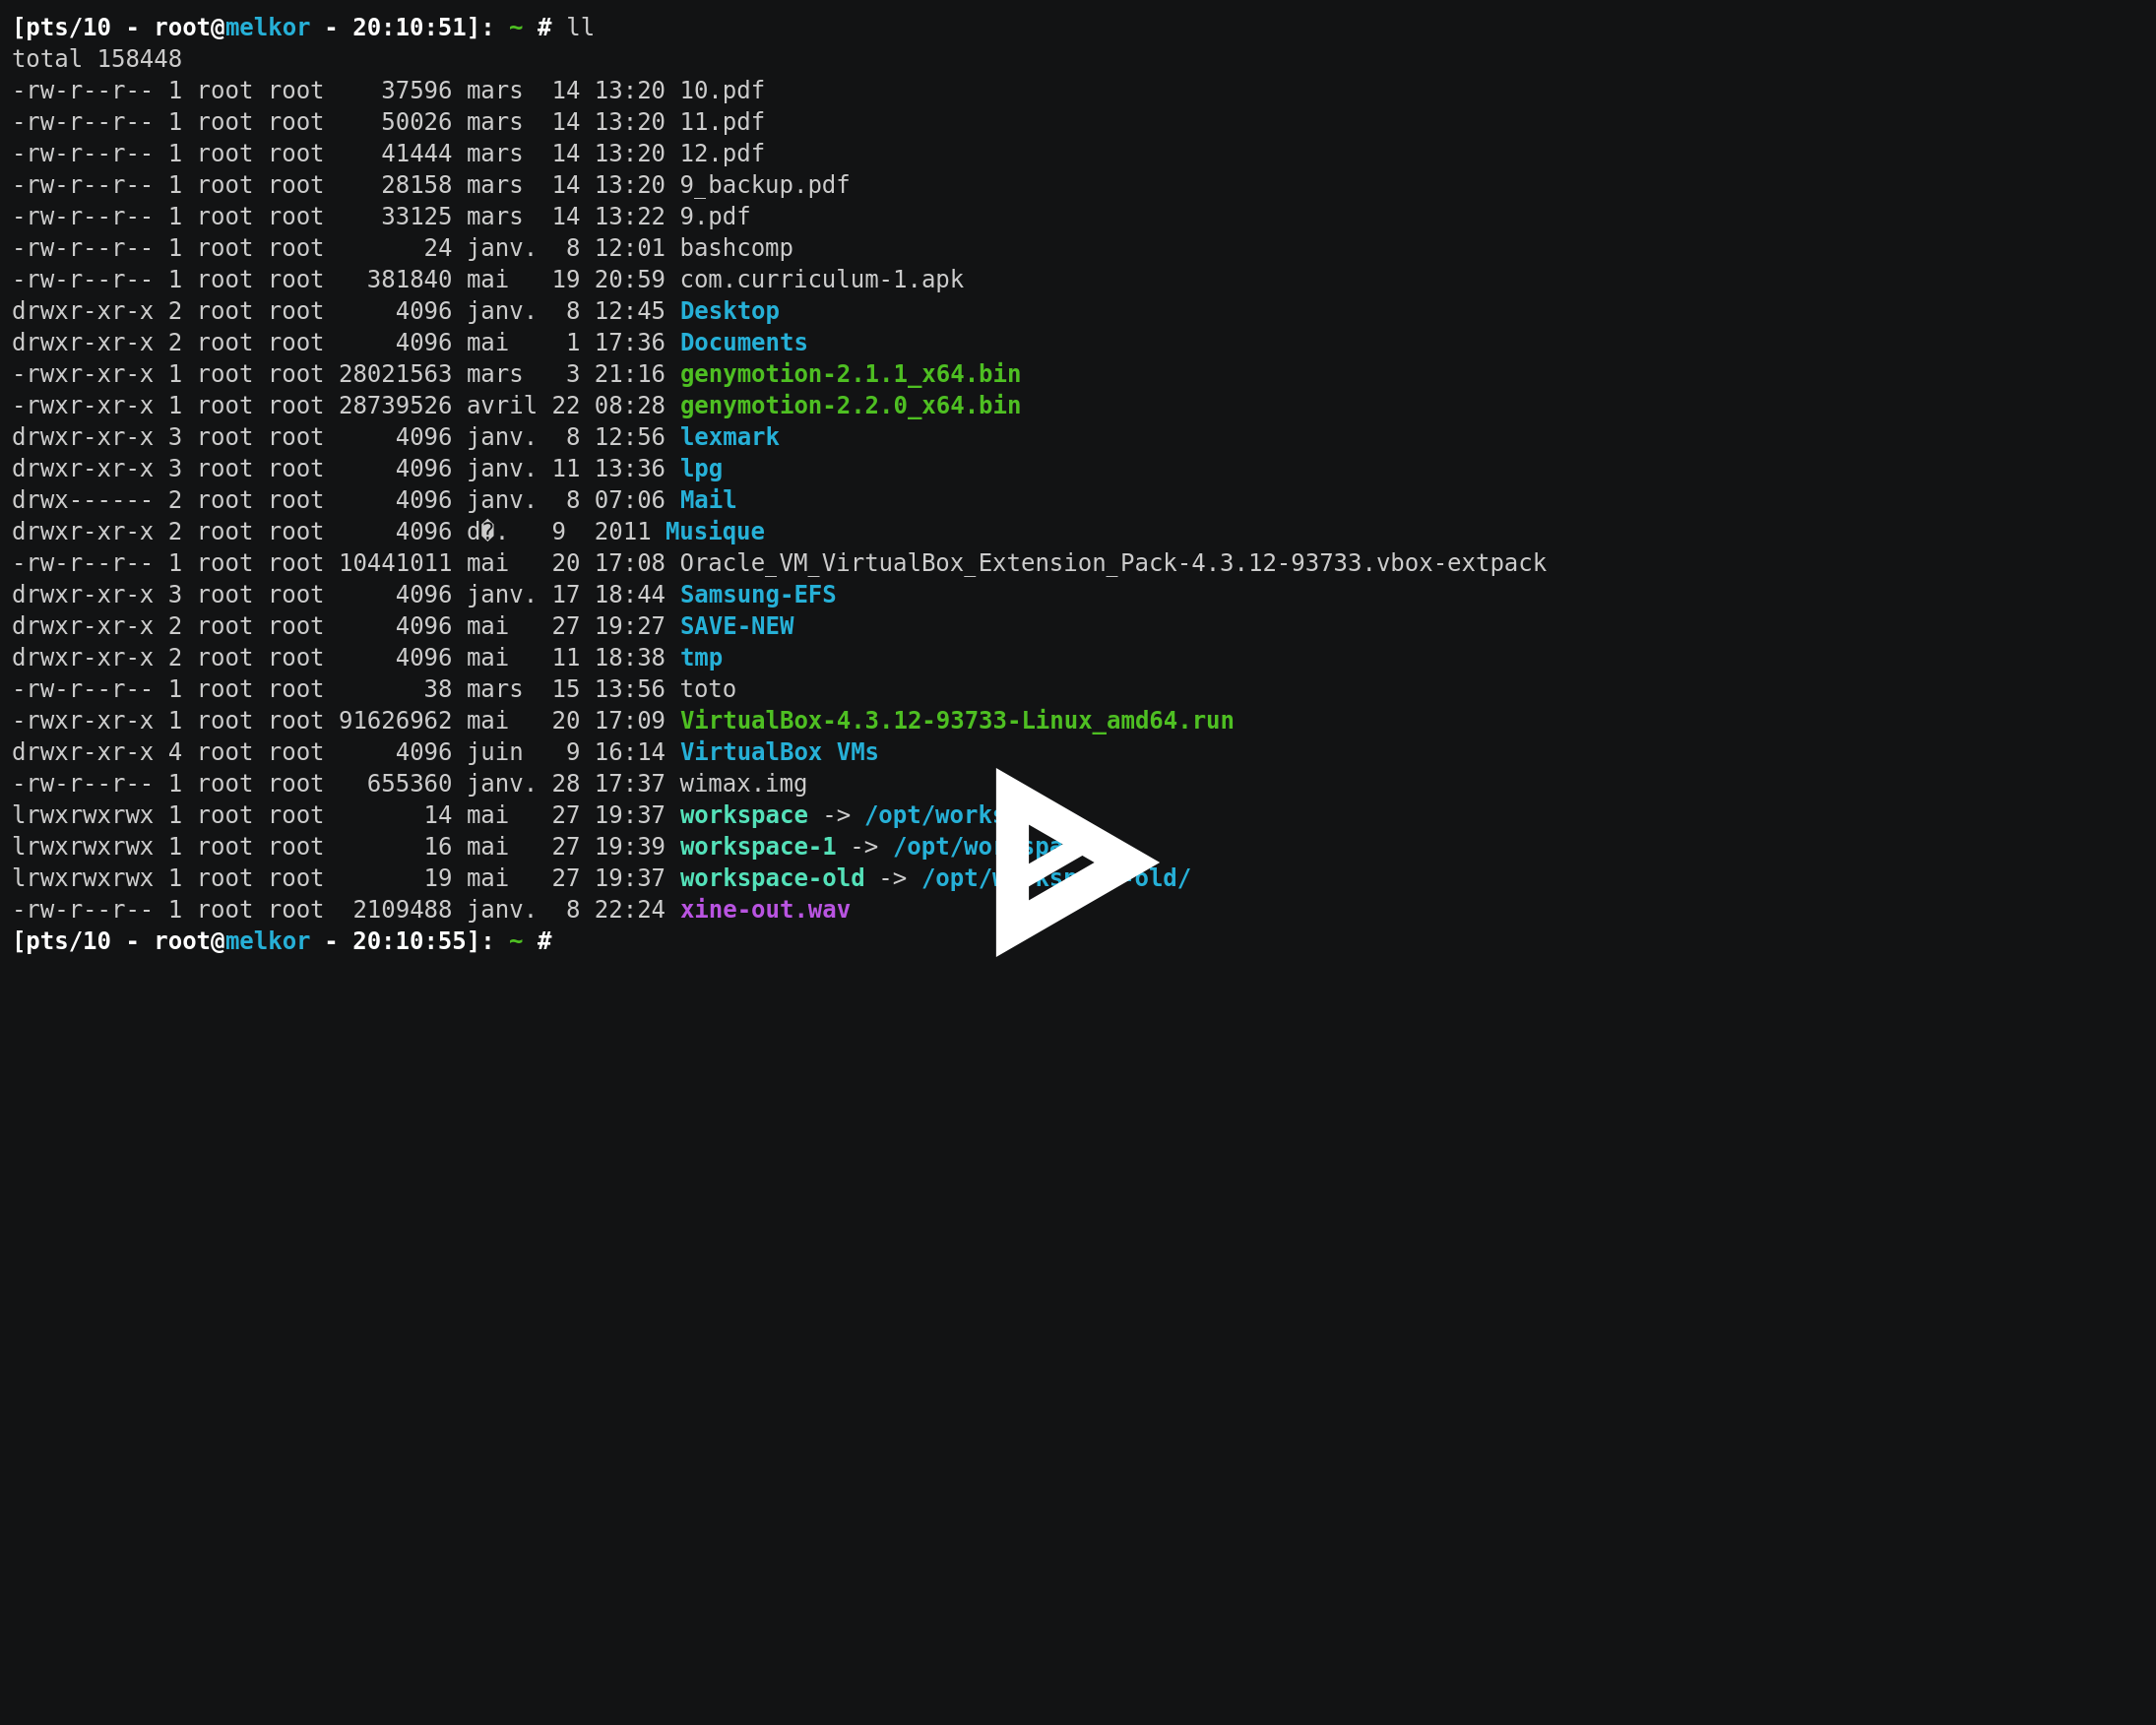 [pts/10 - root@melkor - 20:10:51]: ~ # ll
total 158448
-rw-r--r-- 1 root root    37596 mars  14 13:20 10.pdf
-rw-r--r-- 1 root root    50026 mars  14 13:20 11.pdf
-rw-r--r-- 1 root root    41444 mars  14 13:20 12.pdf
-rw-r--r-- 1 root root    28158 mars  14 13:20 9_backup.pdf
-rw-r--r-- 1 root root    33125 mars  14 13:22 9.pdf
-rw-r--r-- 1 root root       24 janv.  8 12:01 bashcomp
-rw-r--r-- 1 root root   381840 mai   19 20:59 com.curriculum-1.apk
drwxr-xr-x 2 root root     4096 janv.  8 12:45 Desktop
drwxr-xr-x 2 root root     4096 mai    1 17:36 Documents
-rwxr-xr-x 1 root root 28021563 mars   3 21:16 genymotion-2.1.1_x64.bin
-rwxr-xr-x 1 root root 28739526 avril 22 08:28 genymotion-2.2.0_x64.bin
drwxr-xr-x 3 root root     4096 janv.  8 12:56 lexmark
drwxr-xr-x 3 root root     4096 janv. 11 13:36 lpg
drwx------ 2 root root     4096 janv.  8 07:06 Mail
drwxr-xr-x 2 root root     4096 d�.   9  2011 Musique
-rw-r--r-- 1 root root 10441011 mai   20 17:08 Oracle_VM_VirtualBox_Extension_Pack-4.3.12-93733.vbox-extpack
drwxr-xr-x 3 root root     4096 janv. 17 18:44 Samsung-EFS
drwxr-xr-x 2 root root     4096 mai   27 19:27 SAVE-NEW
drwxr-xr-x 2 root root     4096 mai   11 18:38 tmp
-rw-r--r-- 1 root root       38 mars  15 13:56 toto
-rwxr-xr-x 1 root root 91626962 mai   20 17:09 VirtualBox-4.3.12-93733-Linux_amd64.run
drwxr-xr-x 4 root root     4096 juin   9 16:14 VirtualBox VMs
-rw-r--r-- 1 root root   655360 janv. 28 17:37 wimax.img
lrwxrwxrwx 1 root root       14 mai   27 19:37 workspace ->
lrwxrwxrwx 1 root root       16 mai   27 19:39 workspace-1 ->
lrwxrwxrwx 1 root root       19 mai   27 19:37 workspace-old ->
-rw-r--r-- 1 root root  2109488 janv.  8 22:24 xine-out.wav
[pts/10 - root@melkor - 20:10:55]: ~ #